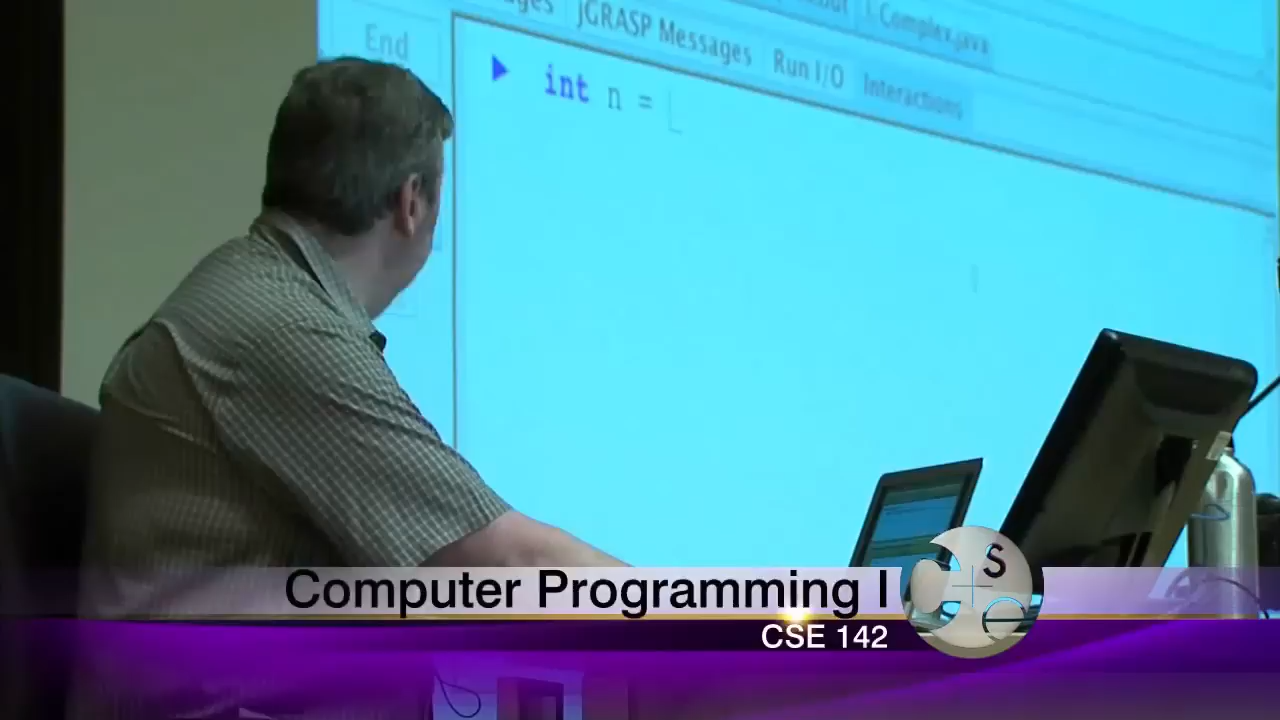 End
jGRASP Messages
Run I/O
Interactions
Complex.java
int n =
Computer Programming I
CSE 142
S
e